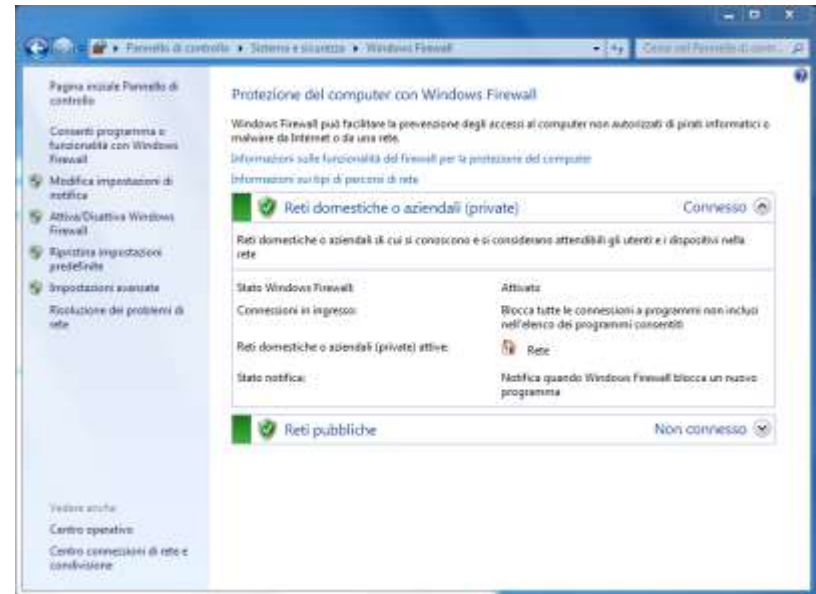 Pannello di controllo ▸ Sistema e sicurezza ▸ Windows Firewall
Cerca nel Pannello di cont...
Pagina iniziale Pannello di
controllo
Consenti programma o
funzionalità con Windows
Firewall
Modifica impostazioni di
notifica
Attiva/Disattiva Windows
Firewall
Ripristina impostazioni
predefinite
Impostazioni avanzate
Risoluzione dei problemi di
rete
Protezione del computer con Windows Firewall
Windows Firewall può facilitare la prevenzione degli accessi al computer non autorizzati di pirati informatici o
malware da Internet o da una rete.
Informazioni sulle funzionalità del firewall per la protezione del computer
Informazioni sui tipi di percorsi di rete
Reti domestiche o aziendali (private) Connesso
Reti domestiche o aziendali di cui si conoscono e si considerano attendibili gli utenti e i dispositivi nella
rete
Stato Windows Firewall: Attivato
Connessioni in ingresso: Blocca tutte le connessioni a programmi non inclusi
nell'elenco dei programmi consentiti
Reti domestiche o aziendali (private) attive: Rete
Stato notifica: Notifica quando Windows Firewall blocca un nuovo
programma
Reti pubbliche Non connesso
Vedere anche
Centro operativo
Centro connessioni di rete e
condivisione